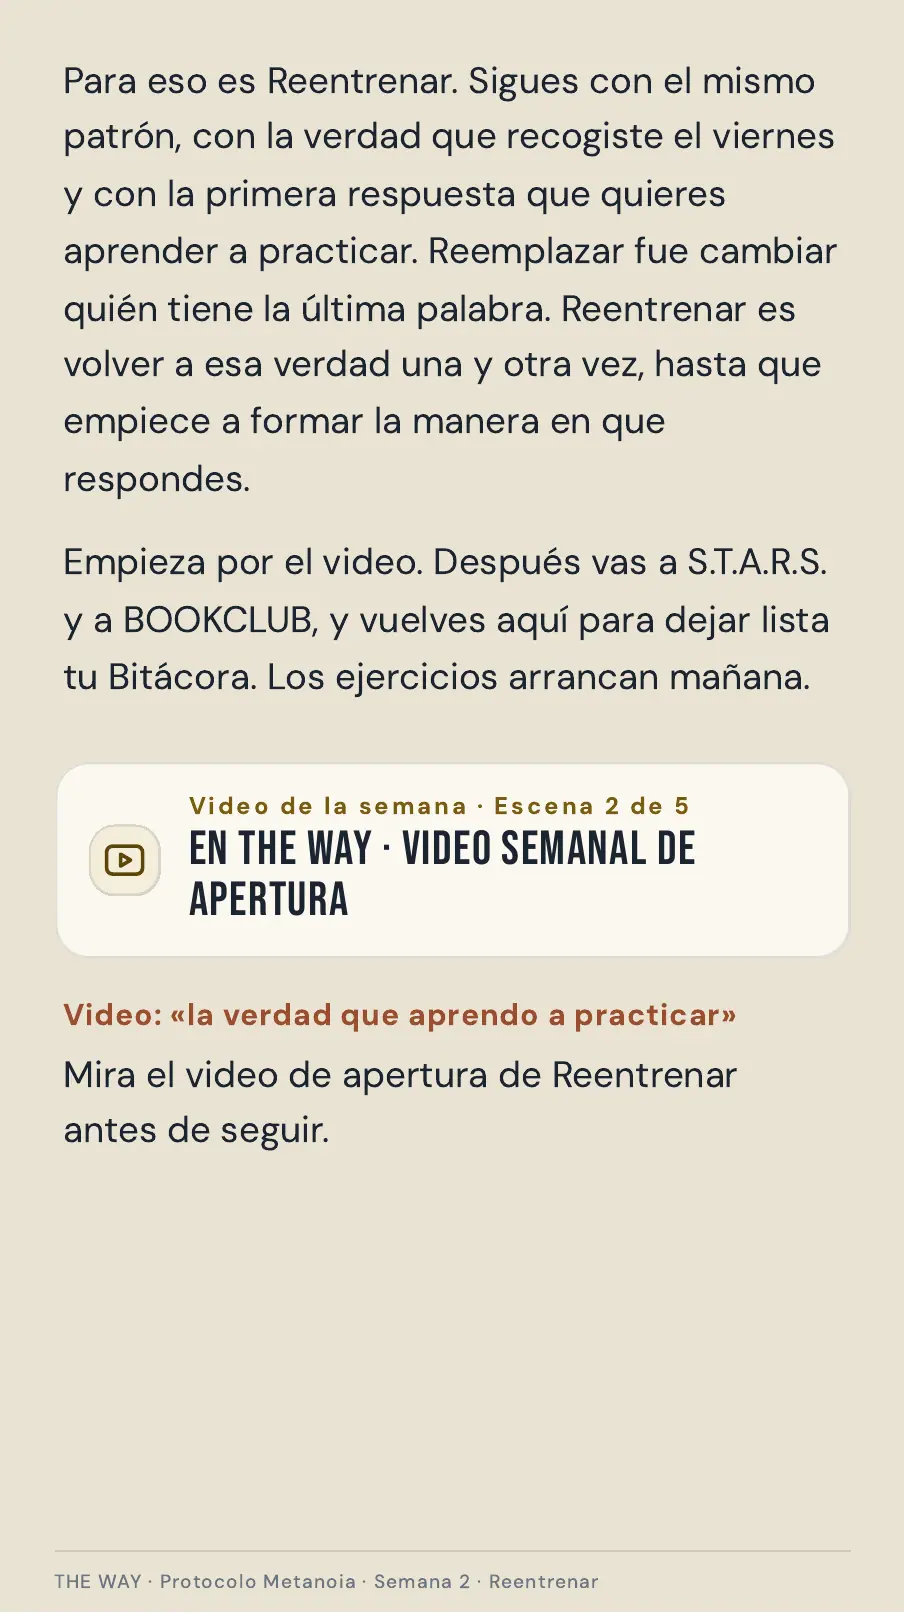 Para eso es Reentrenar. Sigues con el mismo
patrón, con la verdad que recogiste el viernes
y con la primera respuesta que quieres
aprender a practicar. Reemplazar fue cambiar
quién tiene la última palabra. Reentrenar es
volver a esa verdad una y otra vez, hasta que
empiece a formar la manera en que
respondes.
Empieza por el video. Después vas a S.T.A.R.S.
y a BOOKCLUB, y vuelves aquí para dejar lista
tu Bitácora. Los ejercicios arrancan mañana.
Video de la semana · Escena 2 de 5
EN THE WAY · VIDEO SEMANAL DE
APERTURA
Video: «la verdad que aprendo a practicar»
Mira el video de apertura de Reentrenar
antes de seguir.
THE WAY · Protocolo Metanoia · Semana 2 · Reentrenar